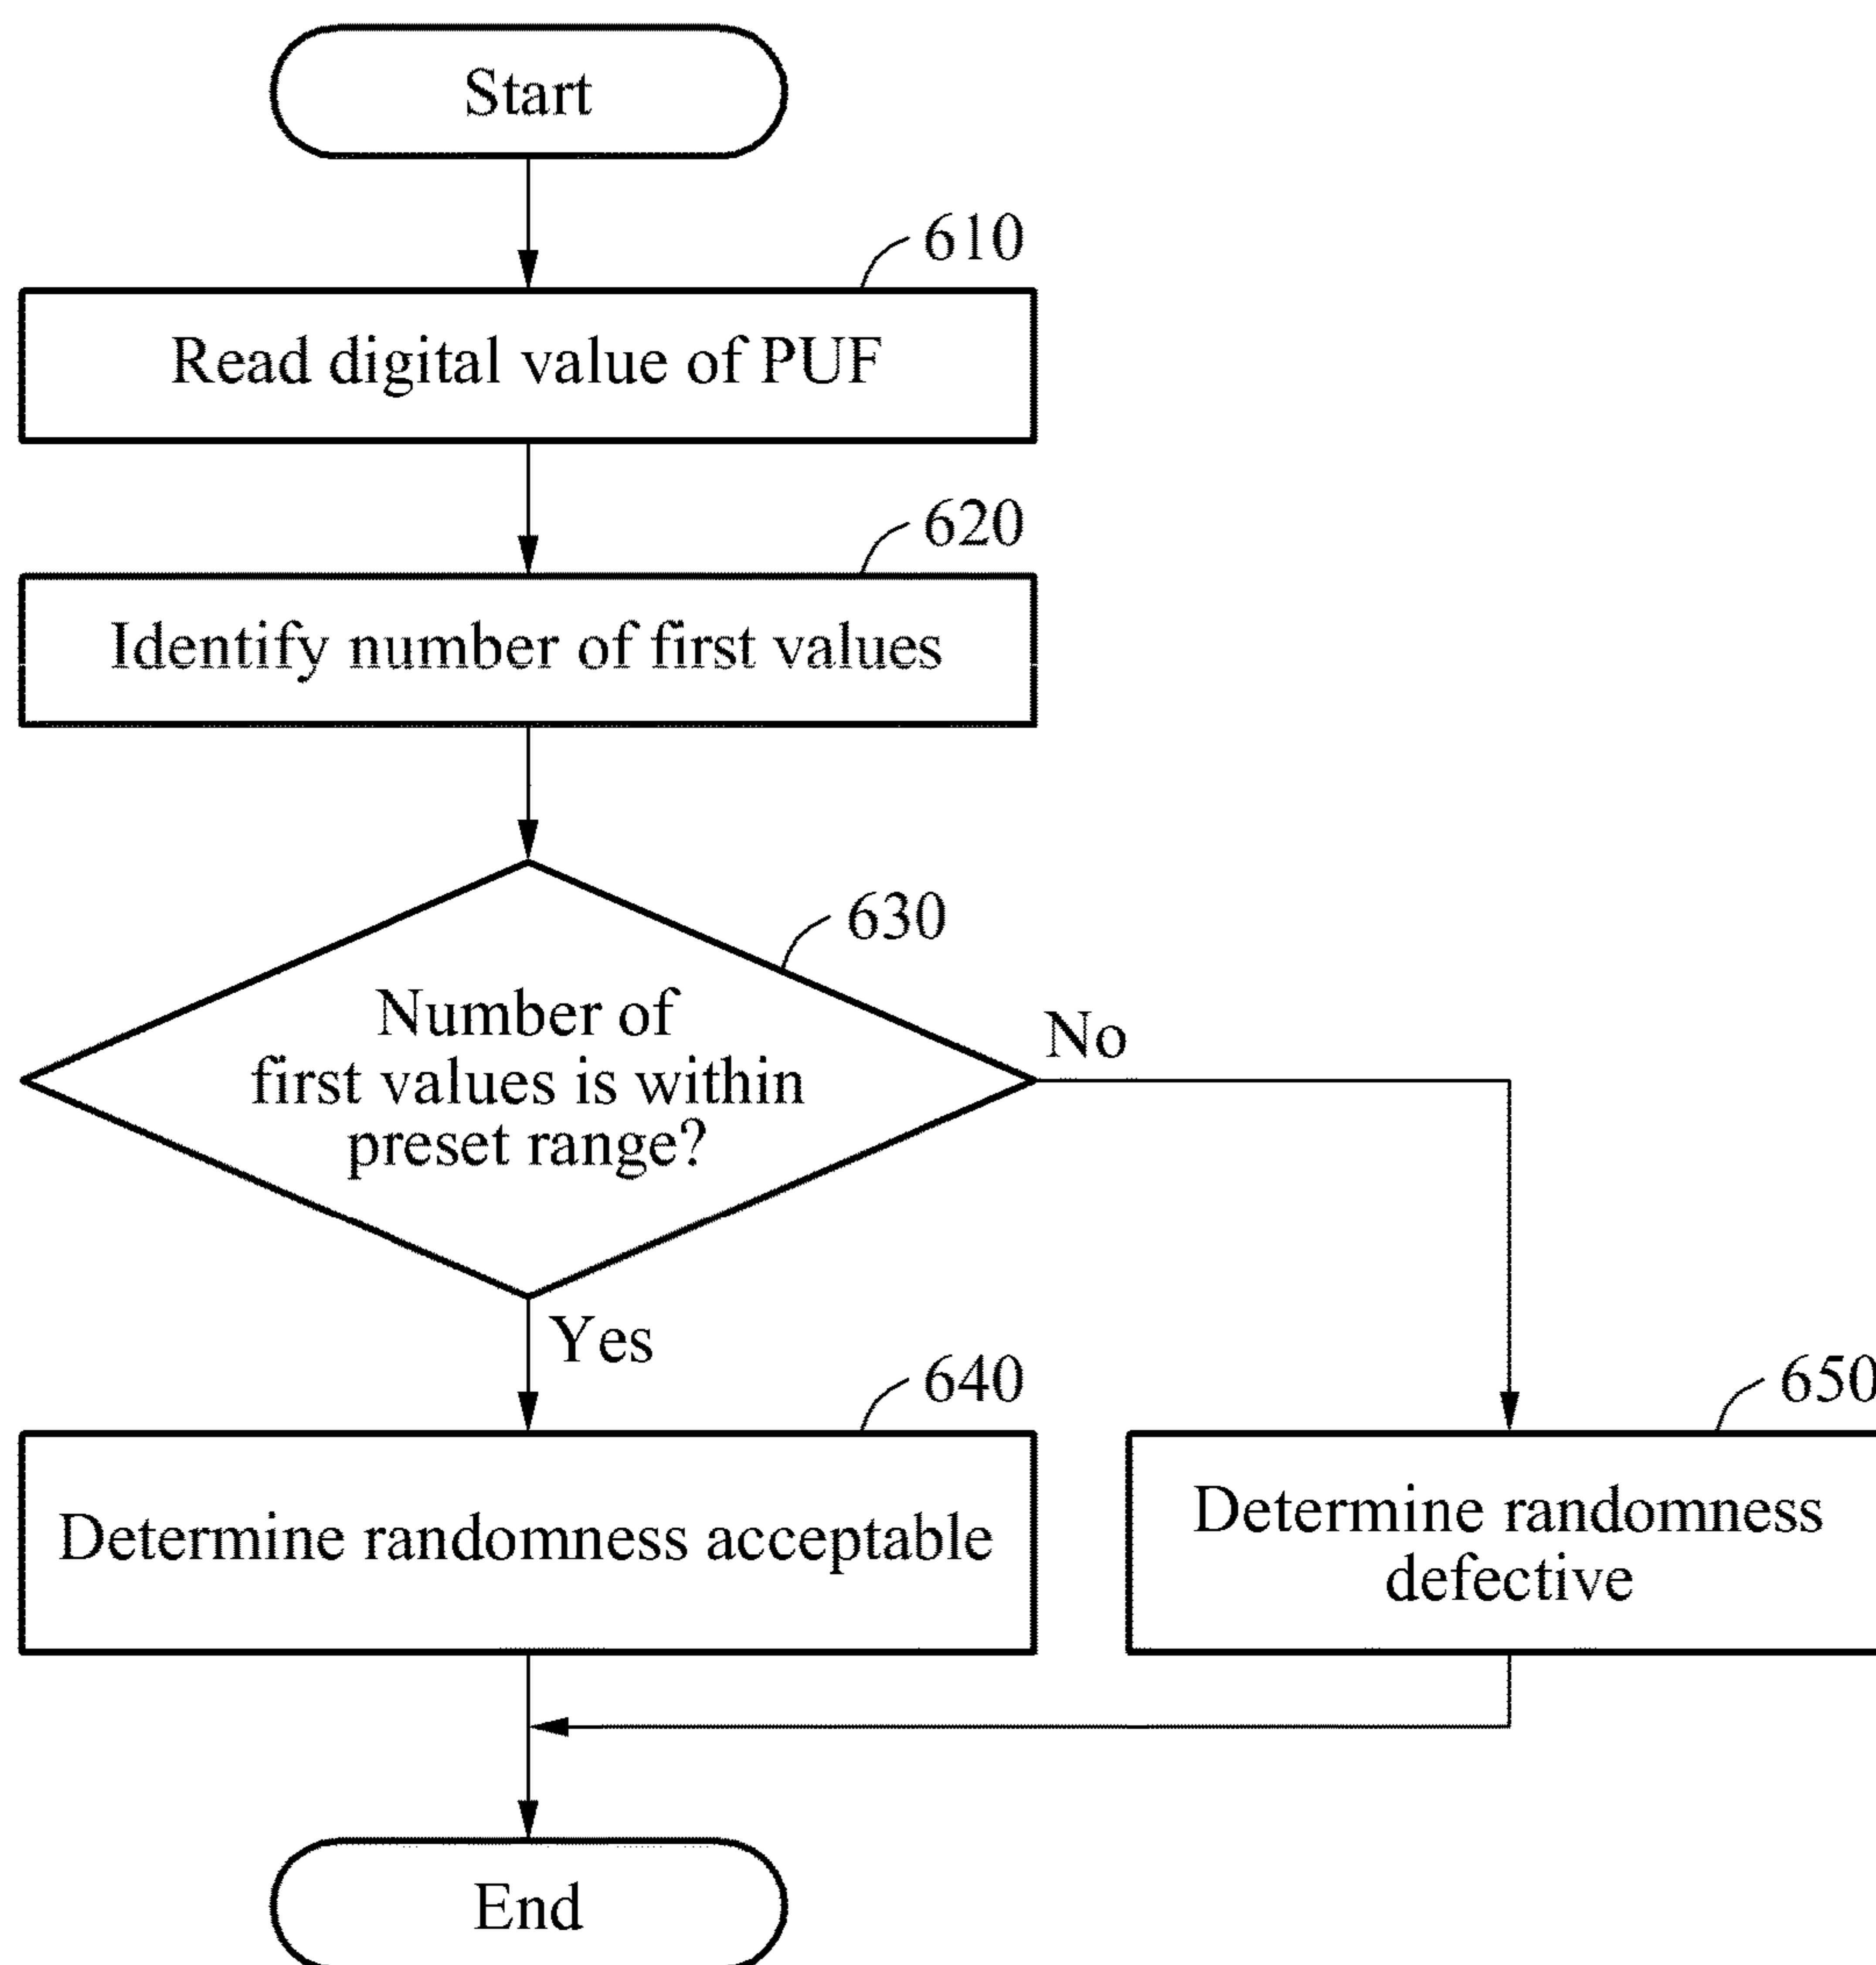 Start
610
Read digital value of PUF
620
Identify number of first values
630
Number of
first values is within
preset range?
No
Yes
640
Determine randomness acceptable
650
Determine randomness
defective
End